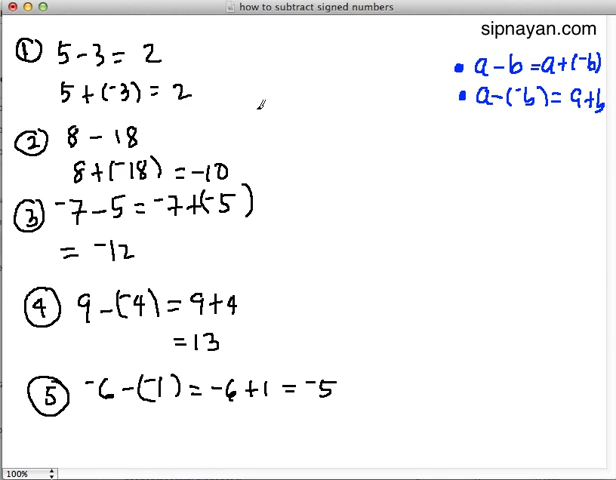 how to subtract signed numbers
sipnayan.com
• a - b = a + (-b)
• a - (-b) = a + b
① 5 - 3 = 2
5 + (-3) = 2
② 8 - 18
8 + (-18) = -10
③ -7 - 5 = -7 + (-5)
= -12
④ 9 - (-4) = 9 + 4
= 13
⑤ -6 - (-1) = -6 + 1 = -5
100%